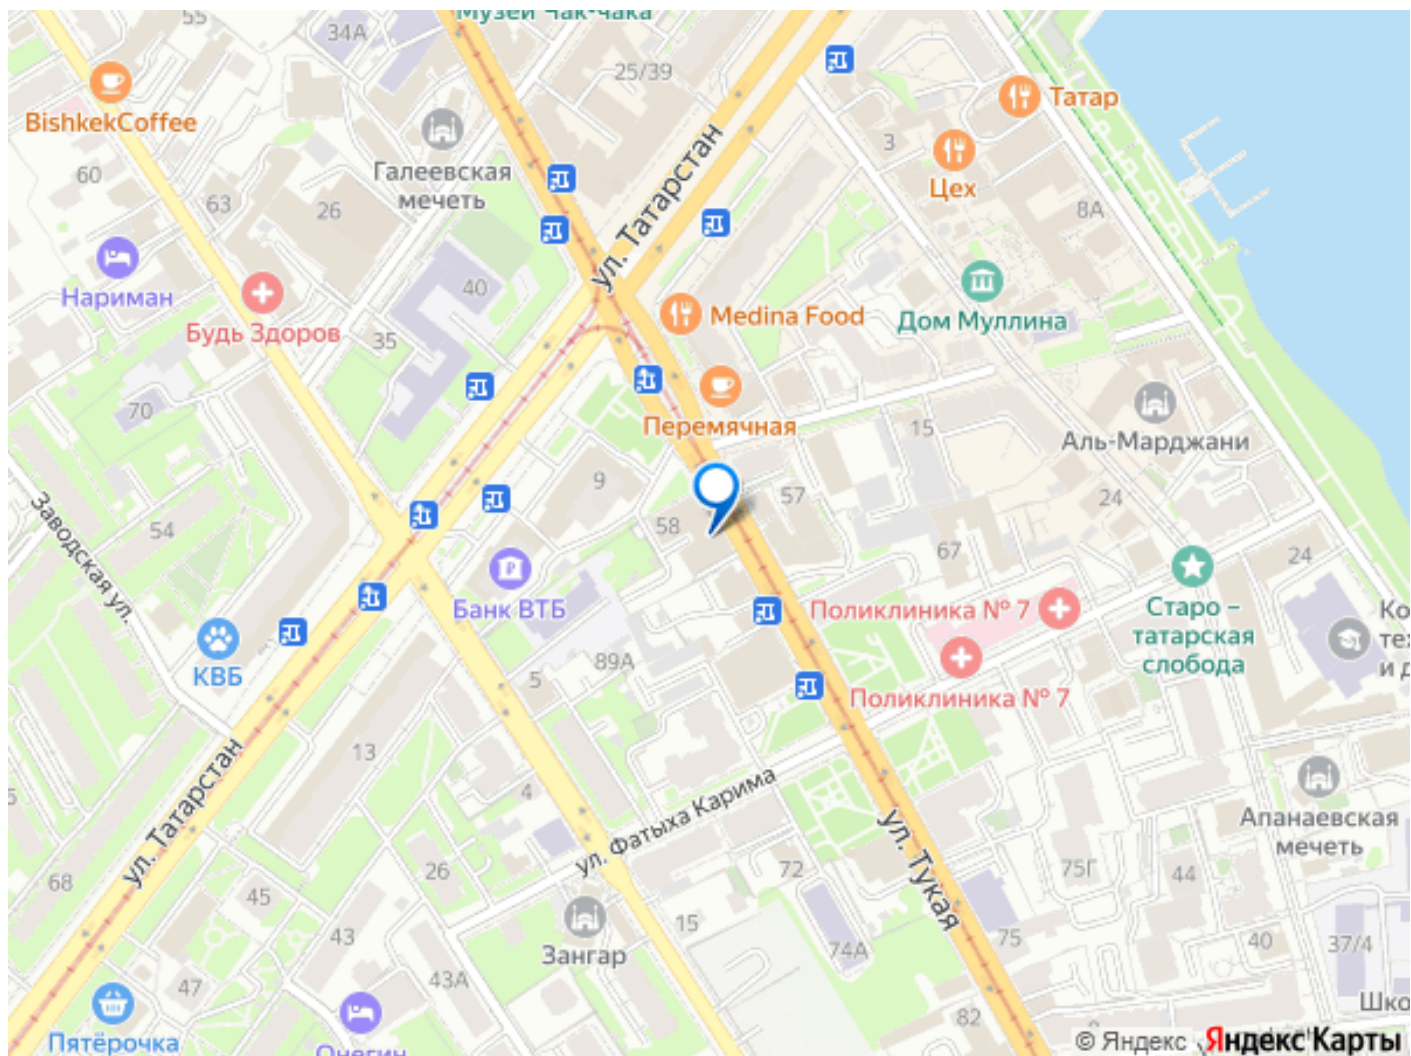 Музей Чак-чака
55
34А
25/39
BishkekCoffee
Татар
Галеевская
мечеть
3
Цех
60
63
26
ул. Татарстан
8А
Нариман
40
Medina Food
Дом Муллина
Будь Здоров
35
70
Перемячная
15
Аль-Марджани
9
57
24
58
54
67
24
Заводская ул.
Банк ВТБ
Поликлиника № 7
Старо –
татарская
слобода
КВБ
89А
5
Поликлиника № 7
13
4
ул. Татарстан
ул. Фатыха Карима
ул. Тукая
Апанаевская
мечеть
68
26
72
75Г
44
45
43
Зангар
15
74А
75
40
37/4
47
43А
82
Шко
Пятёрочка
Онегин
© Яндекс
Яндекс Карты